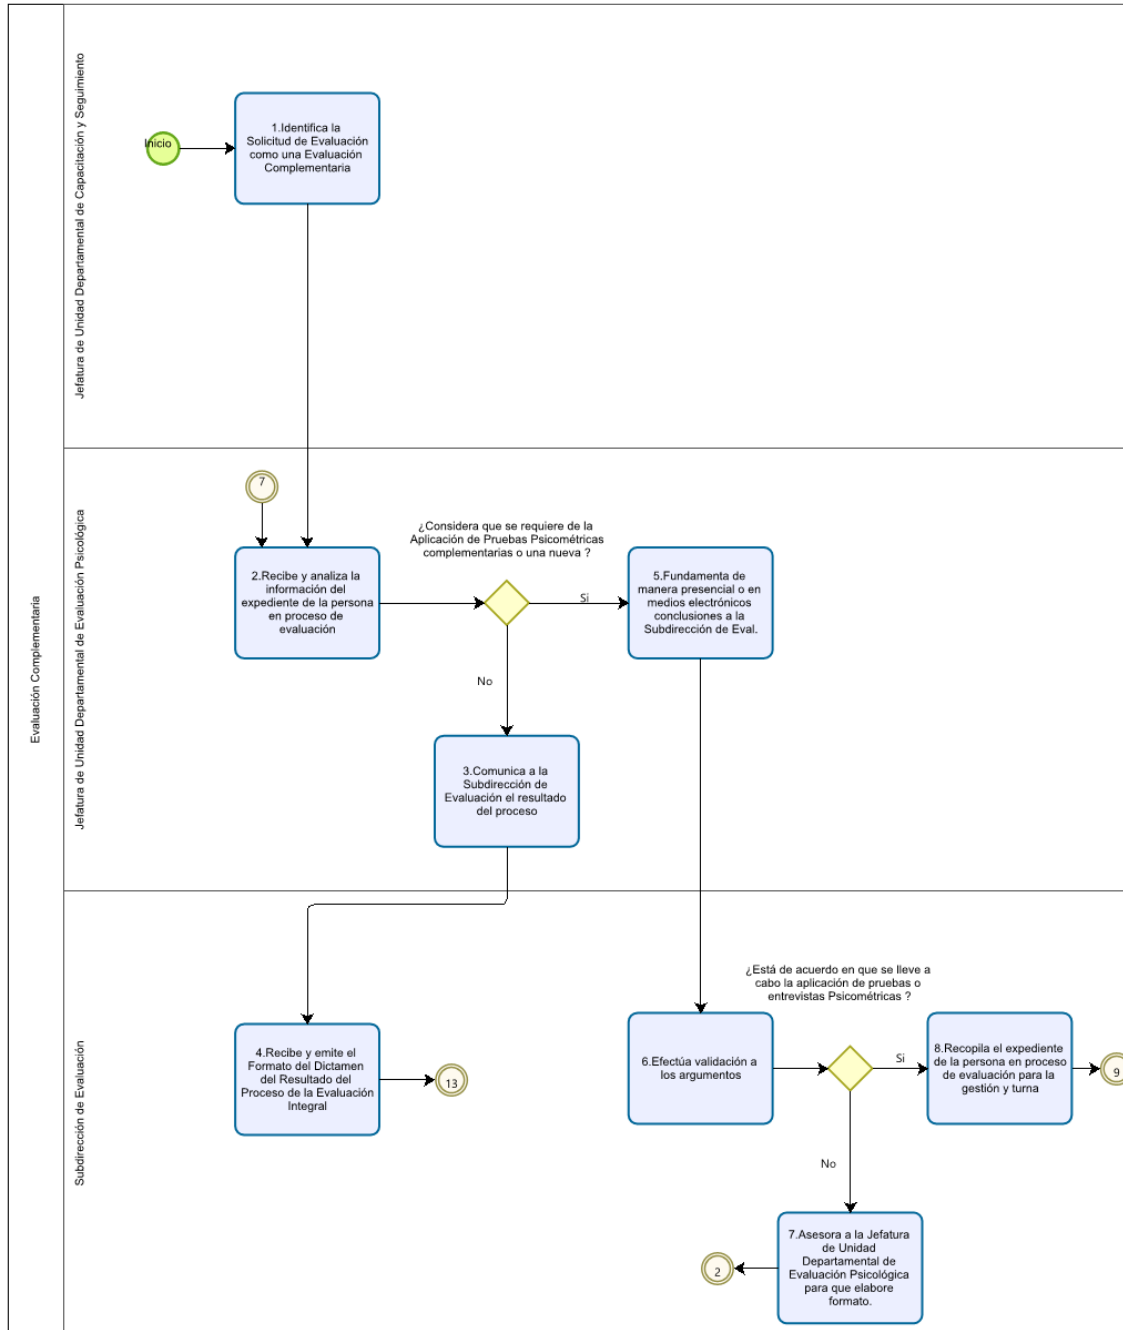 Evaluación Complementaria
Jefatura de Unidad Departamental de Capacitación y Seguimiento
Inicio
1.Identifica la
Solicitud de Evaluación
como una Evaluación
Complementaria
Jefatura de Unidad Departamental de Evaluación Psicológica
7
2.Recibe y analiza la
información del
expediente de la persona
en proceso de
evaluación
¿Considera que se requiere de la
Aplicación de Pruebas Psicométricas
complementarias o una nueva ?
Si
No
5.Fundamenta de
manera presencial o en
medios electrónicos
conclusiones a la
Subdirección de Eval.
3.Comunica a la
Subdirección de
Evaluación el resultado
del proceso
Subdirección de Evaluación
4.Recibe y emite el
Formato del Dictamen
del Resultado del
Proceso de la Evaluación
Integral
13
6.Efectúa validación a
los argumentos
¿Está de acuerdo en que se lleve a
cabo la aplicación de pruebas o
entrevistas Psicométricas ?
Si
No
8.Recopila el expediente
de la persona en proceso
de evaluación para la
gestión y turna
9
7.Asesora a la Jefatura
de Unidad
Departamental de
Evaluación Psicológica
para que elabore
formato.
2